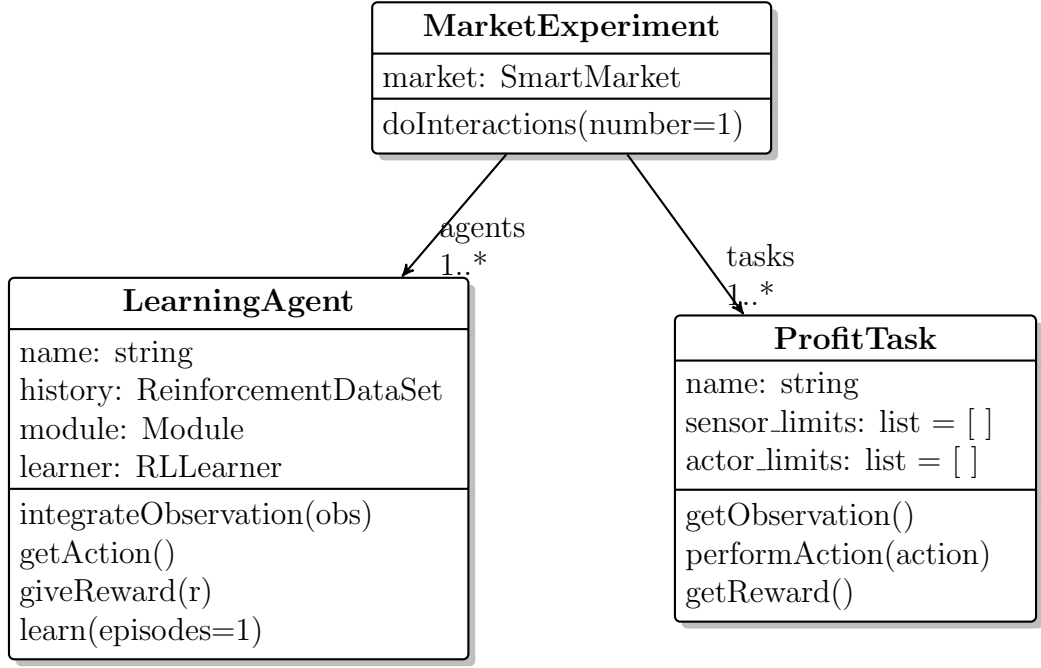 MarketExperiment
market: SmartMarket
doInteractions(number=1)
agents
1..*
tasks
1..*
LearningAgent
name: string
history: ReinforcementDataSet
module: Module
learner: RLLearner
integrateObservation(obs)
getAction()
giveReward(r)
learn(episodes=1)
ProfitTask
name: string
sensor_limits: list = [ ]
actor_limits: list = [ ]
getObservation()
performAction(action)
getReward()